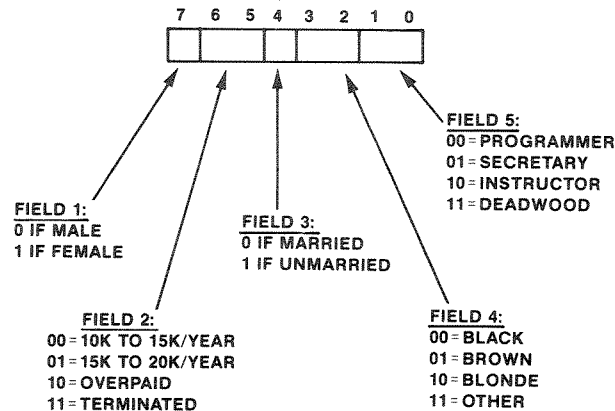 7 6 5 4 3 2 1 0
FIELD 5:
00=PROGRAMMER
01=SECRETARY
10=INSTRUCTOR
11=DEADWOOD
FIELD 1:
0 IF MALE
1 IF FEMALE
FIELD 3:
0 IF MARRIED
1 IF UNMARRIED
FIELD 2:
00=10K TO 15K/YEAR
01=15K TO 20K/YEAR
10=OVERPAID
11=TERMINATED
FIELD 4:
00=BLACK
01=BROWN
10=BLONDE
11=OTHER